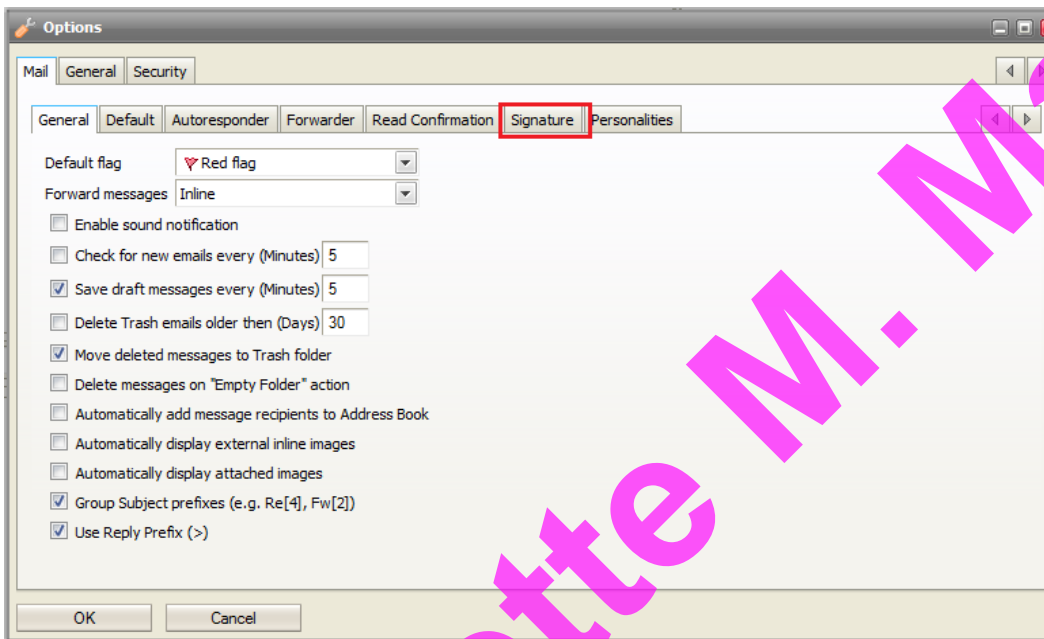 Options
Mail General Security
General Default Autoresponder Forwarder Read Confirmation Signature Personalities
Default flag Red flag
Forward messages Inline
Enable sound notification
Check for new emails every (Minutes) 5
Save draft messages every (Minutes) 5
Delete Trash emails older then (Days) 30
Move deleted messages to Trash folder
Delete messages on "Empty Folder" action
Automatically add message recipients to Address Book
Automatically display external inline images
Automatically display attached images
Group Subject prefixes (e.g. Re[4], Fw[2])
Use Reply Prefix (>)
OK Cancel
M.